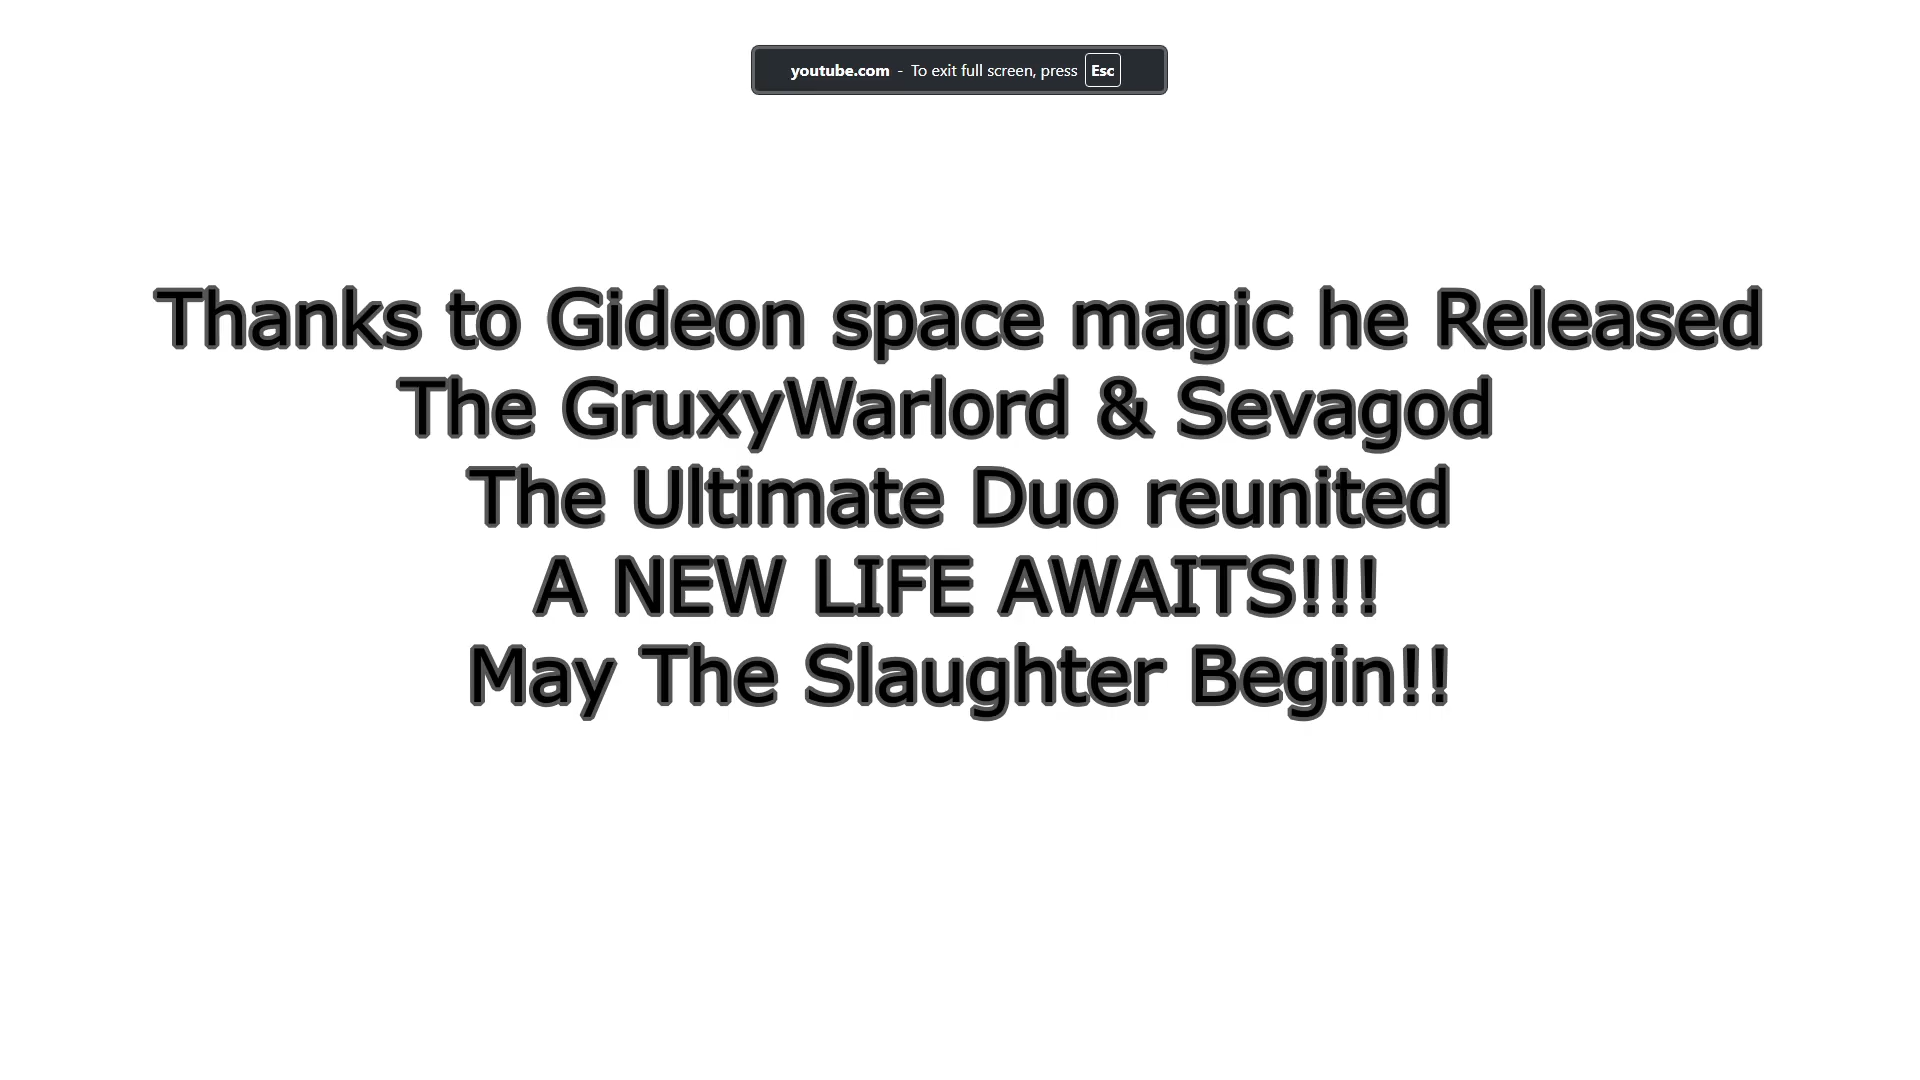 youtube.com - To exit full screen, press Esc
Thanks to Gideon space magic he Released
The GruxyWarlord & Sevagod
The Ultimate Duo reunited
A NEW LIFE AWAITS!!!
May The Slaughter Begin!!